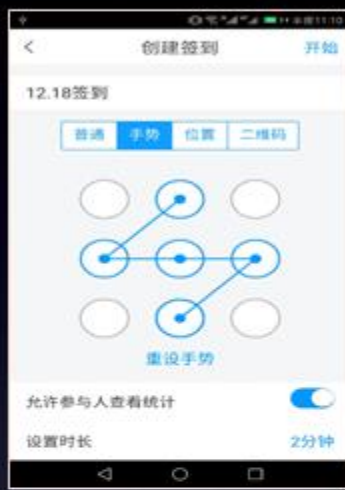 11:10
创建签到
开始
12.18签到
普通 手势 位置 二维码
重设手势
允许参与人查看统计
设置时长
2分钟